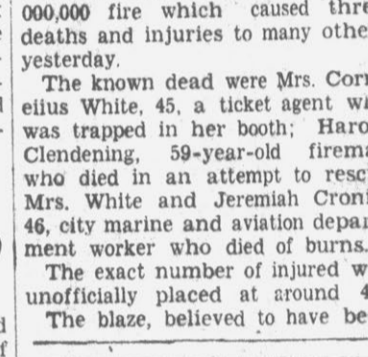 000,000 fire which caused thre
deaths and injuries to many othe
yesterday.
The known dead were Mrs. Corn
eiius White, 45, a ticket agent wh
was trapped in her booth; Haro
Clendening, 59-year-old firema
who died in an attempt to resc
Mrs. White and Jeremiah Croni
46, city marine and aviation depar
ment worker who died of burns.
The exact number of injured w
unofficially placed at around 4
The blaze, believed to have be